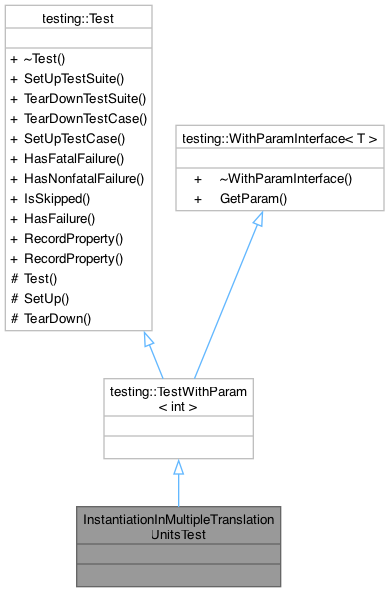 testing::Test
+ ~Test()
+ SetUpTestSuite()
+ TearDownTestSuite()
+ TearDownTestCase()
+ SetUpTestCase()
+ HasFatalFailure()
+ HasNonfatalFailure()
+ IsSkipped()
+ HasFailure()
+ RecordProperty()
+ RecordProperty()
# Test()
# SetUp()
# TearDown()
testing::WithParamInterface< T >
+ ~WithParamInterface()
+ GetParam()
testing::TestWithParam
< int >
InstantiationInMultipleTranslation
UnitsTest